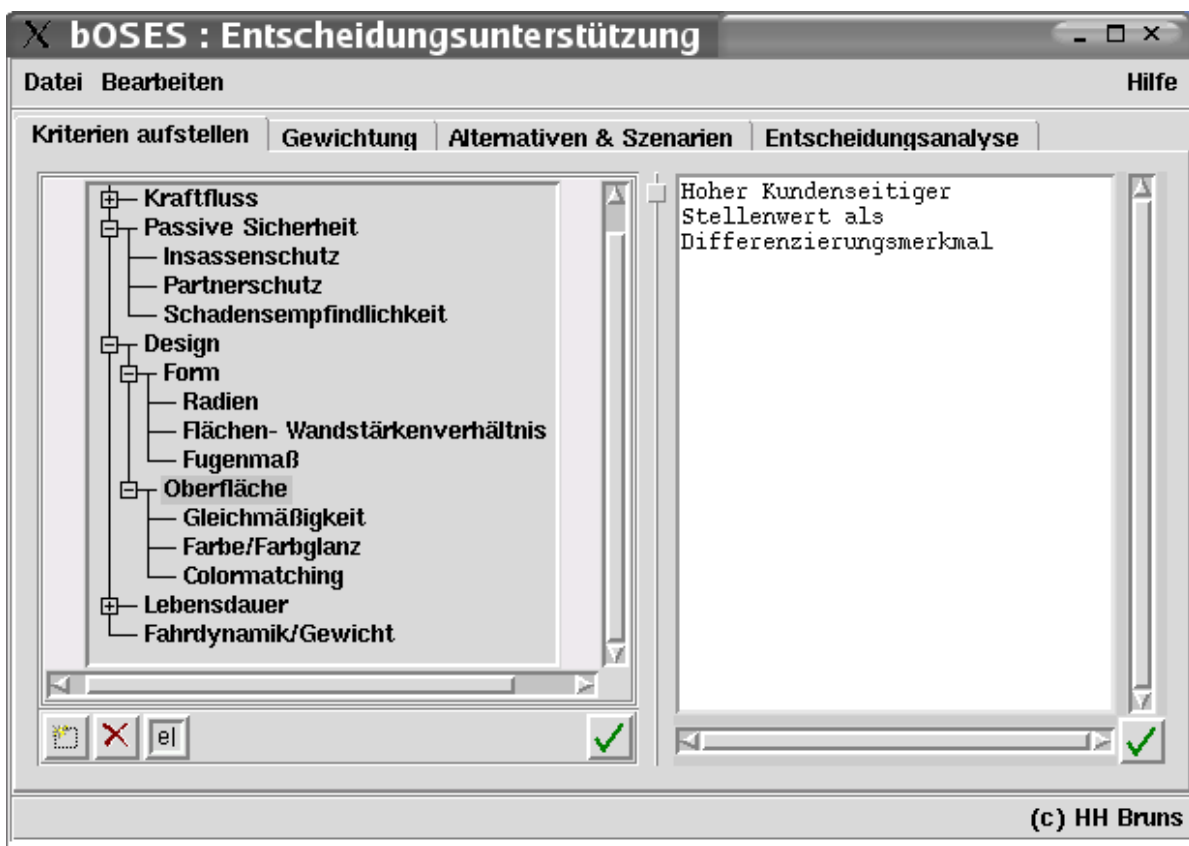 X bOSES : Entscheidungsunterstützung
Datei Bearbeiten Hilfe
Kriterien aufstellen Gewichtung Alternativen & Szenarien Entscheidungsanalyse
Kraftfluss
Passive Sicherheit
Insassenschutz
Partnerschutz
Schadensempfindlichkeit
Design
Form
Radien
Flächen- Wandstärkenverhältnis
Fugenmaß
Oberfläche
Gleichmäßigkeit
Farbe/Farbglanz
Colormatching
Lebensdauer
Fahrdynamik/Gewicht
el
Hoher Kundenseitiger
Stellenwert als
Differenzierungsmerkmal
(c) HH Bruns